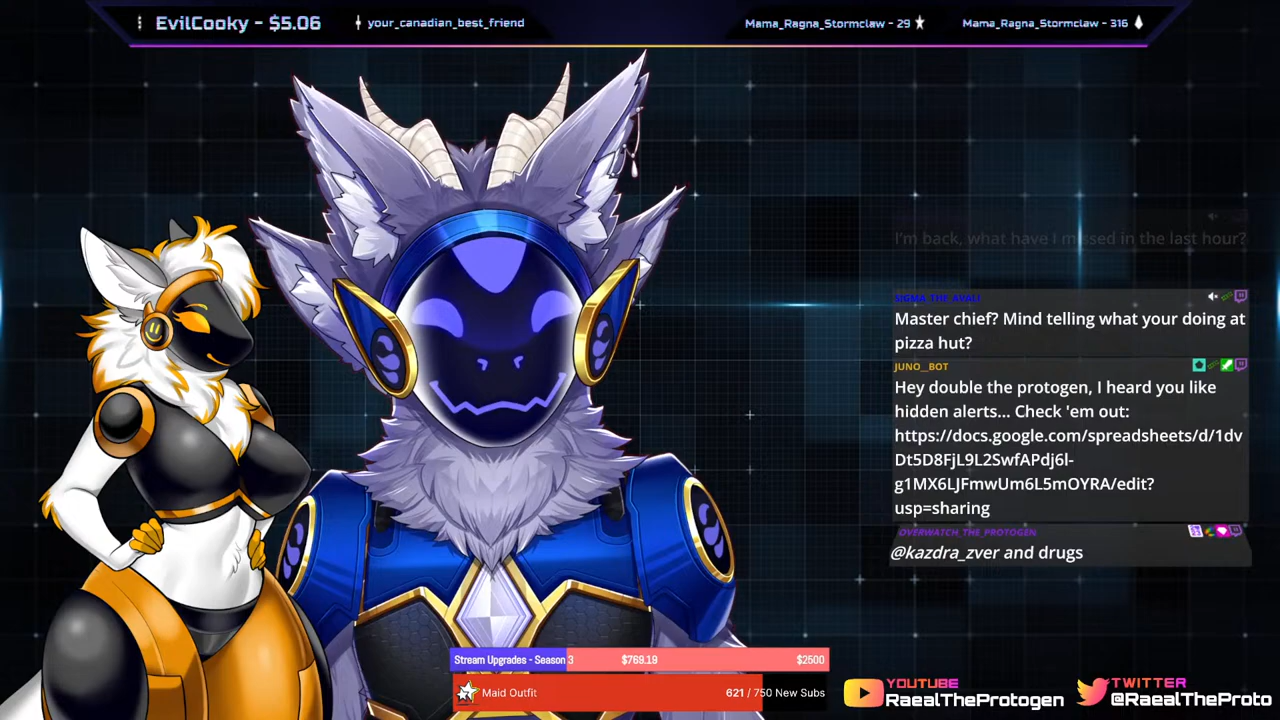 EvilCooky - $5.06
your_canadian_best_friend
Mama_Ragna_Stormclaw - 29
Mama_Ragna_Stormclaw - 316
I'm back, what have I missed in the last hour?
SIGMA_THE_AVALI
Master chief? Mind telling what your doing at
pizza hut?
JUNO__BOT
Hey double the protogen, I heard you like
hidden alerts... Check 'em out:
https://docs.google.com/spreadsheets/d/1dv
Dt5D8FjL9L2SwfAPdj6l-
g1MX6LJFmwUm6L5mOYRA/edit?
usp=sharing
OVERWATCH_THE_PROTOGEN
@kazdra_zver and drugs
Stream Upgrades - Season 3 $769.19 $2500
Maid Outfit 621 / 750 New Subs
YOUTUBE
RaealTheProtogen
TWITTER
@RaealTheProto